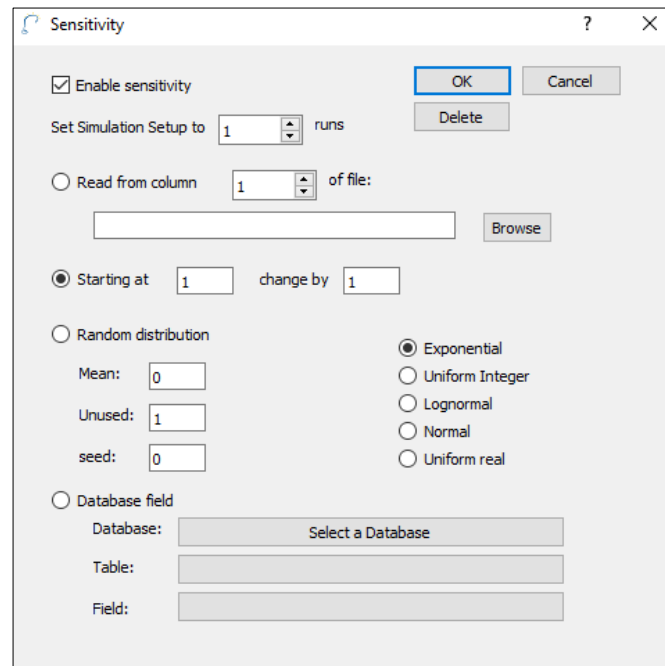 Sensitivity ?
Enable sensitivity OK Cancel
Set Simulation Setup to 1 runs Delete
Read from column 1 of file:
Browse
Starting at 1 change by 1
Random distribution
Mean: 0
Unused: 1
seed: 0
Exponential
Uniform Integer
Lognormal
Normal
Uniform real
Database field
Database: Select a Database
Table:
Field: